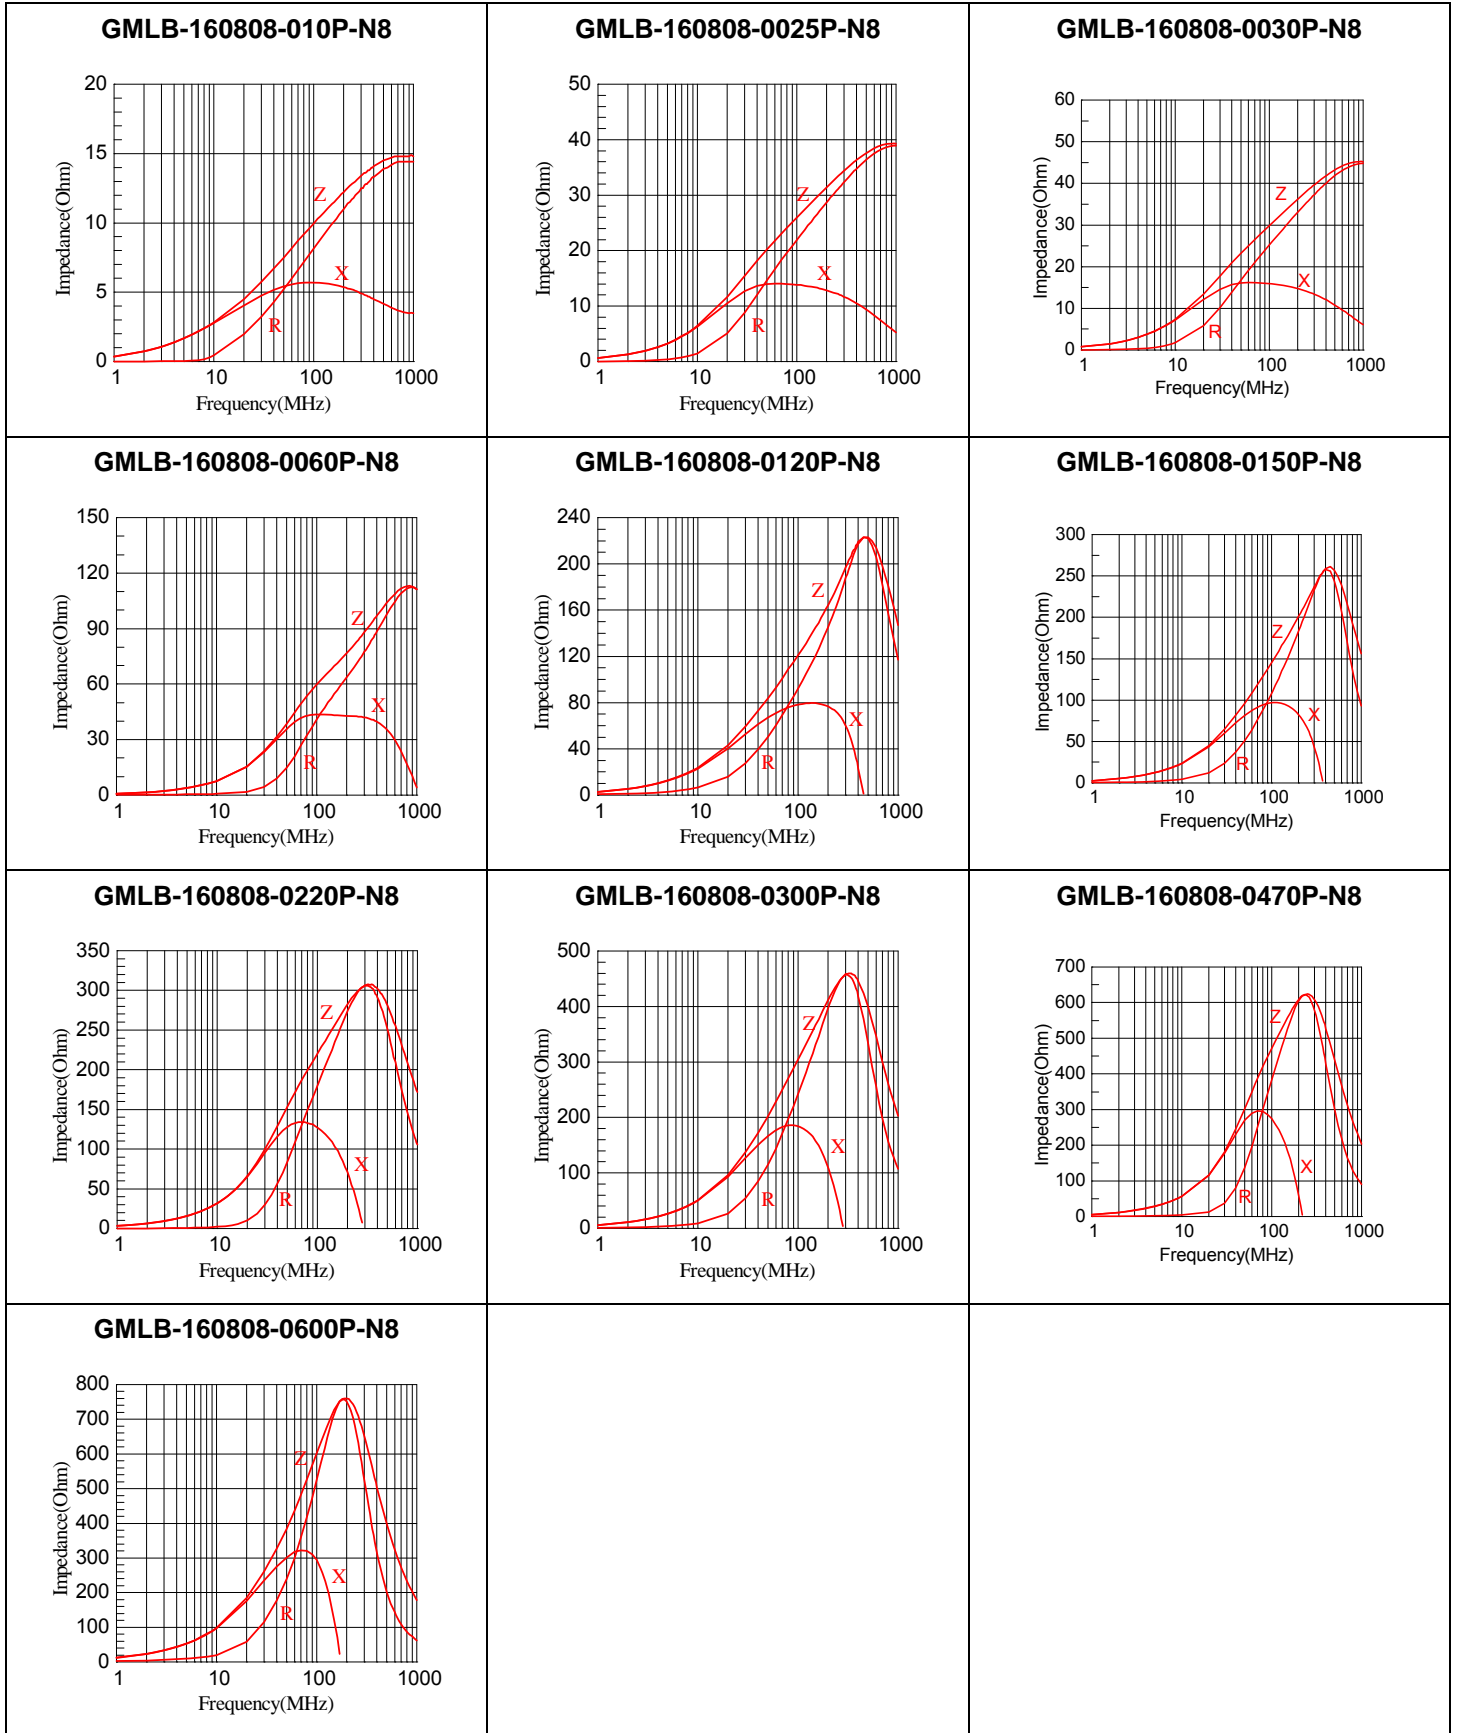 GMLB-160808-010P-N8
20
15
10
5
0
Impedance(Ohm)
Z
X
R
1 10 100 1000
Frequency(MHz)
GMLB-160808-0025P-N8
50
40
30
20
10
0
Impedance(Ohm)
Z
X
R
1 10 100 1000
Frequency(MHz)
GMLB-160808-0030P-N8
60
50
40
30
20
10
0
Impedance(Ohm)
Z
X
R
1 10 100 1000
Frequency(MHz)
GMLB-160808-0060P-N8
150
120
90
60
30
0
Impedance(Ohm)
Z
X
R
1 10 100 1000
Frequency(MHz)
GMLB-160808-0120P-N8
240
200
160
120
80
40
0
Impedance(Ohm)
Z
X
R
1 10 100 1000
Frequency(MHz)
GMLB-160808-0150P-N8
300
250
200
150
100
50
0
Impedance(Ohm)
Z
X
R
1 10 100 1000
Frequency(MHz)
GMLB-160808-0220P-N8
350
300
250
200
150
100
50
0
Impedance(Ohm)
Z
X
R
1 10 100 1000
Frequency(MHz)
GMLB-160808-0300P-N8
500
400
300
200
100
0
Impedance(Ohm)
Z
X
R
1 10 100 1000
Frequency(MHz)
GMLB-160808-0470P-N8
700
600
500
400
300
200
100
0
Impedance(Ohm)
Z
X
R
1 10 100 1000
Frequency(MHz)
GMLB-160808-0600P-N8
800
700
600
500
400
300
200
100
0
Impedance(Ohm)
Z
X
R
1 10 100 1000
Frequency(MHz)